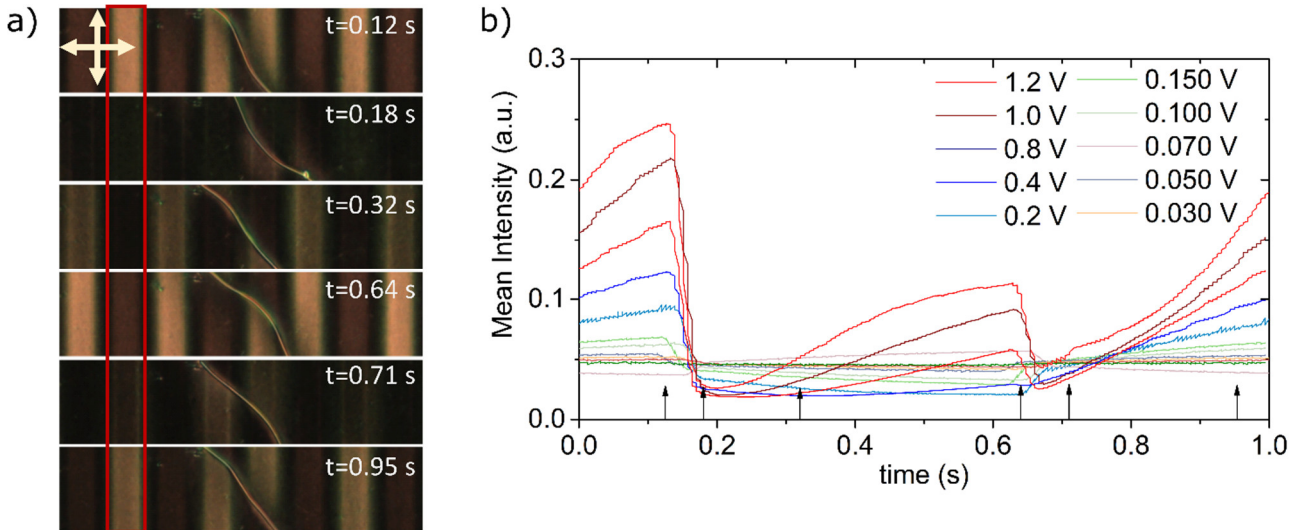 a)
t=0.12 s
t=0.18 s
t=0.32 s
t=0.64 s
t=0.71 s
t=0.95 s
b)
Mean Intensity (a.u.)
0.3
0.2
0.1
0.0
1.2 V
1.0 V
0.8 V
0.4 V
0.2 V
0.150 V
0.100 V
0.070 V
0.050 V
0.030 V
0.0 0.2 0.4 0.6 0.8 1.0
time (s)